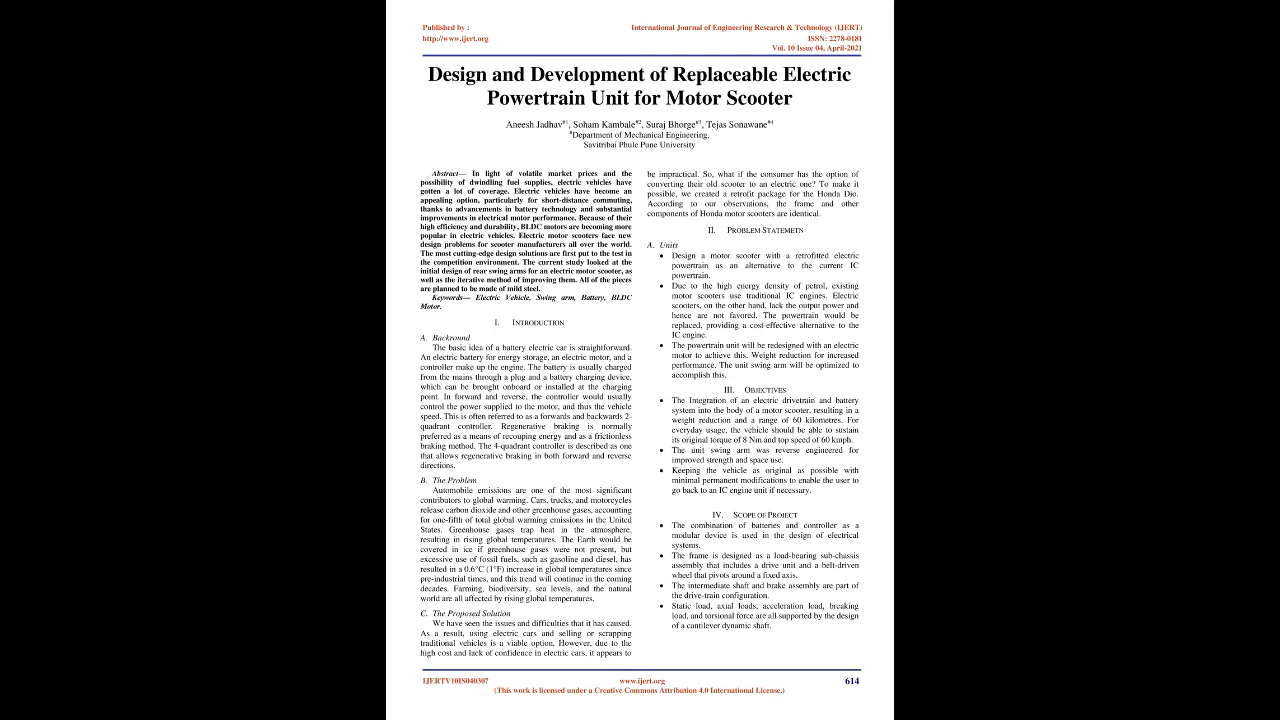 Published by :
http://www.ijert.org
International Journal of Engineering Research & Technology (IJERT)
ISSN: 2278-0181
Vol. 10 Issue 04, April-2021
Design and Development of Replaceable Electric
Powertrain Unit for Motor Scooter
Aneesh Jadhav#1, Soham Kambale#2, Suraj Bhorge#3, Tejas Sonawane#4
#Department of Mechanical Engineering,
Savitribai Phule Pune University
Abstract— In light of volatile market prices and the
possibility of dwindling fuel supplies, electric vehicles have
gotten a lot of coverage. Electric vehicles have become an
appealing option, particularly for short-distance commuting,
thanks to advancements in battery technology and substantial
improvements in electrical motor performance. Because of their
high efficiency and durability, BLDC motors are becoming more
popular in electric vehicles. Electric motor scooters face new
design problems for scooter manufacturers all over the world.
The most cutting-edge design solutions are first put to the test in
the competition environment. The current study looked at the
initial design of rear swing arms for an electric motor scooter, as
well as the iterative method of improving them. All of the pieces
are planned to be made of mild steel.
Keywords— Electric Vehicle, Swing arm, Battery, BLDC
Motor.
I. INTRODUCTION
A. Backround
The basic idea of a battery electric car is straightforward.
An electric battery for energy storage, an electric motor, and a
controller make up the engine. The battery is usually charged
from the mains through a plug and a battery charging device,
which can be brought onboard or installed at the charging
point. In forward and reverse, the controller would usually
control the power supplied to the motor, and thus the vehicle
speed. This is often referred to as a forwards and backwards 2-
quadrant controller. Regenerative braking is normally
preferred as a means of recouping energy and as a frictionless
braking method. The 4-quadrant controller is described as one
that allows regenerative braking in both forward and reverse
directions.
B. The Problem
Automobile emissions are one of the most significant
contributors to global warming. Cars, trucks, and motorcycles
release carbon dioxide and other greenhouse gases, accounting
for one-fifth of total global warming emissions in the United
States. Greenhouse gases trap heat in the atmosphere,
resulting in rising global temperatures. The Earth would be
covered in ice if greenhouse gases were not present, but
excessive use of fossil fuels, such as gasoline and diesel, has
resulted in a 0.6°C (1°F) increase in global temperatures since
pre-industrial times, and this trend will continue in the coming
decades. Farming, biodiversity, sea levels, and the natural
world are all affected by rising global temperatures.
C. The Proposed Solution
We have seen the issues and difficulties that it has caused.
As a result, using electric cars and selling or scrapping
traditional vehicles is a viable option. However, due to the
high cost and lack of confidence in electric cars, it appears to
be impractical. So, what if the consumer has the option of
converting their old scooter to an electric one? To make it
possible, we created a retrofit package for the Honda Dio.
According to our observations, the frame and other
components of Honda motor scooters are identical.
II. PROBLEM STATEMETN
A. Units
• Design a motor scooter with a retrofitted electric
powertrain as an alternative to the current IC
powertrain.
• Due to the high energy density of petrol, existing
motor scooters use traditional IC engines. Electric
scooters, on the other hand, lack the output power and
hence are not favored. The powertrain would be
replaced, providing a cost-effective alternative to the
IC engine.
• The powertrain unit will be redesigned with an electric
motor to achieve this. Weight reduction for increased
performance. The unit swing arm will be optimized to
accomplish this.
III. OBJECTIVES
• The Integration of an electric drivetrain and battery
system into the body of a motor scooter, resulting in a
weight reduction and a range of 60 kilometres. For
everyday usage, the vehicle should be able to sustain
its original torque of 8 Nm and top speed of 60 kmph.
• The unit swing arm was reverse engineered for
improved strength and space use.
• Keeping the vehicle as original as possible with
minimal permanent modifications to enable the user to
go back to an IC engine unit if necessary.
IV. SCOPE OF PROJECT
• The combination of batteries and controller as a
modular device is used in the design of electrical
systems.
• The frame is designed as a load-bearing sub-chassis
assembly that includes a drive unit and a belt-driven
wheel that pivots around a fixed axis.
• The intermediate shaft and brake assembly are part of
the drive-train configuration.
• Static load, axial loads, acceleration load, breaking
load, and torsional force are all supported by the design
of a cantilever dynamic shaft.
IJERTV10IS040307
www.ijert.org
614
(This work is licensed under a Creative Commons Attribution 4.0 International License.)